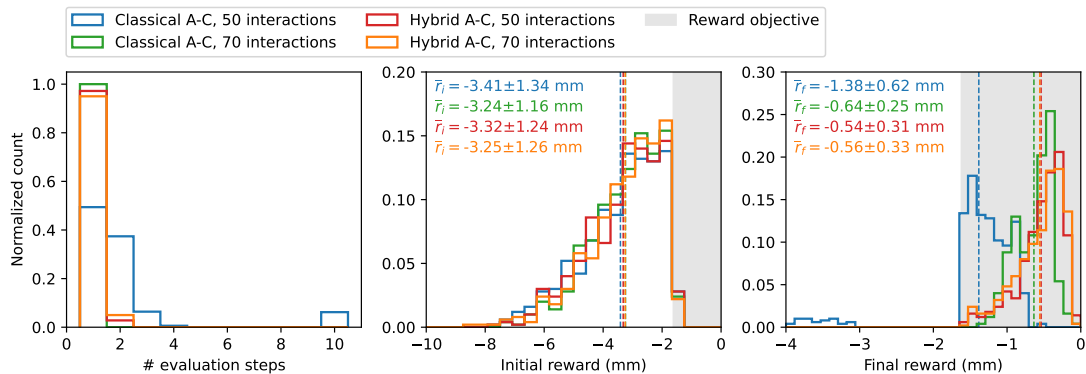 Classical A-C, 50 interactions
Classical A-C, 70 interactions
Hybrid A-C, 50 interactions
Hybrid A-C, 70 interactions
Reward objective
Normalized count
1.0
0.8
0.6
0.4
0.2
0.0
0 2 4 6 8 10
# evaluation steps
0.20
0.15
0.10
0.05
0.00
r̄ᵢ = -3.41±1.34 mm
r̄ᵢ = -3.24±1.16 mm
r̄ᵢ = -3.32±1.24 mm
r̄ᵢ = -3.25±1.26 mm
−10 −8 −6 −4 −2 0
Initial reward (mm)
0.30
0.25
0.20
0.15
0.10
0.05
0.00
r̄_f = -1.38±0.62 mm
r̄_f = -0.64±0.25 mm
r̄_f = -0.54±0.31 mm
r̄_f = -0.56±0.33 mm
−4 −3 −2 −1 0
Final reward (mm)